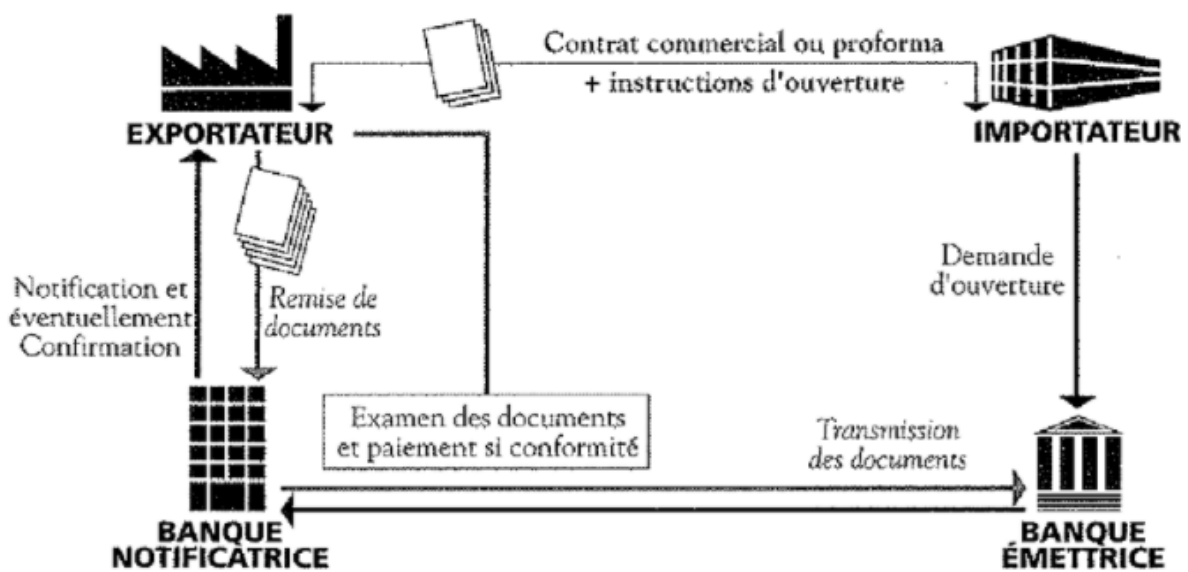 Contrat commercial ou proforma
+ instructions d'ouverture
EXPORTATEUR
IMPORTATEUR
Notification et
éventuellement
Confirmation
Remise de
documents
Demande
d'ouverture
Examen des documents
et paiement si conformité
Transmission
des documents
BANQUE
NOTIFICATRICE
BANQUE
ÉMETTRICE